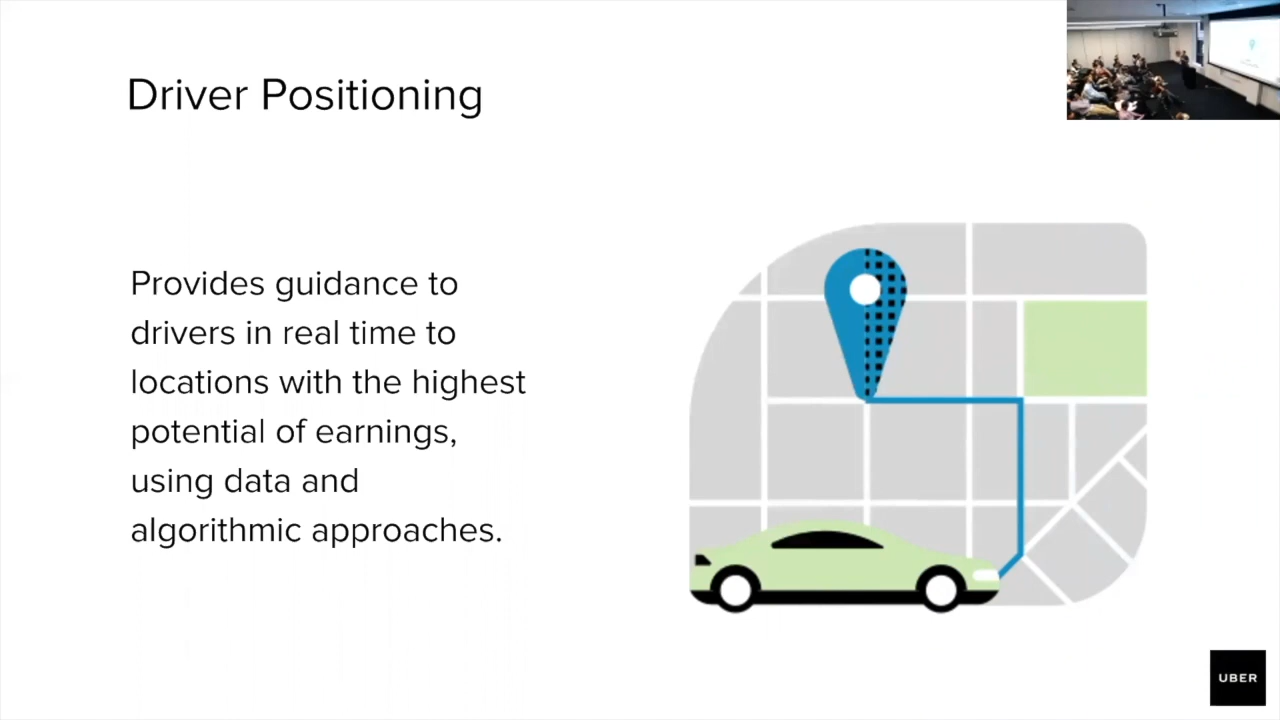 Driver Positioning
Provides guidance to
drivers in real time to
locations with the highest
potential of earnings,
using data and
algorithmic approaches.
UBER